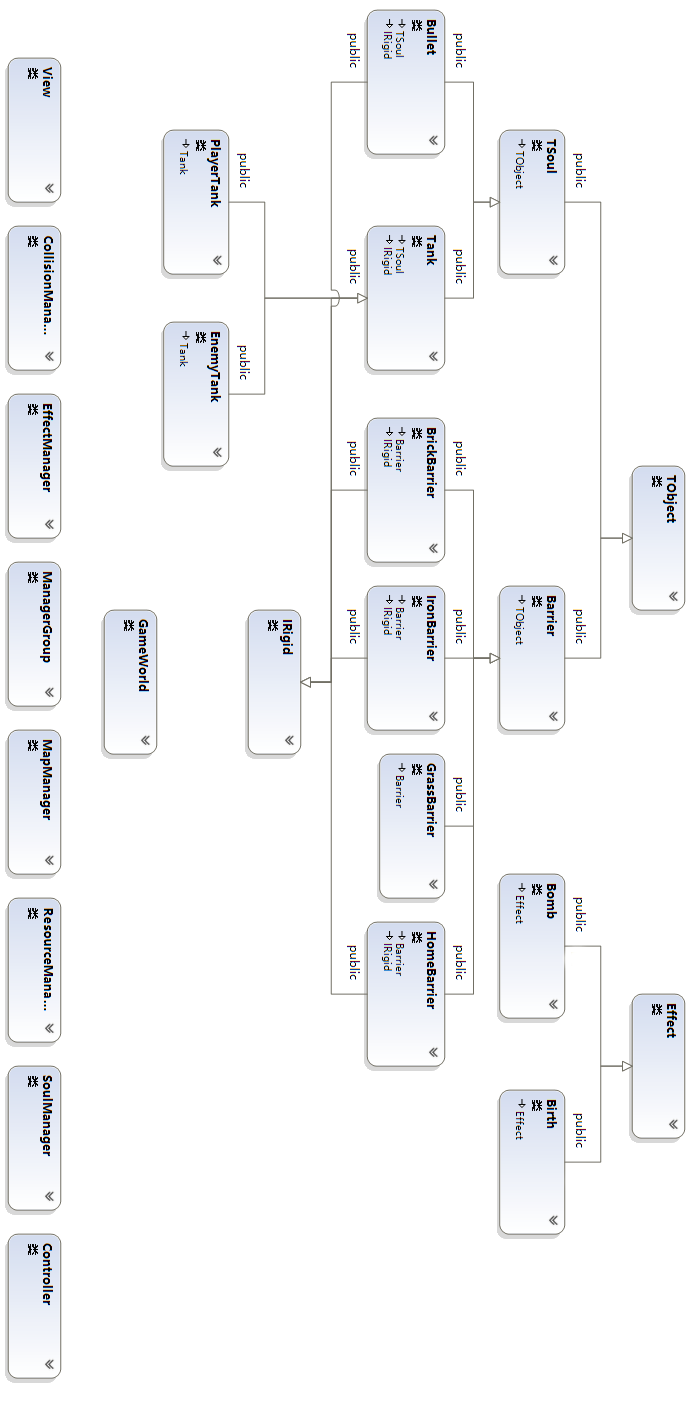 TObject
Effect
public
public
public
public
TSoul
TObject
Barrier
TObject
Bomb
Effect
Birth
Effect
public
public
public
public
public
public
Bullet
TSoul
IRigid
Tank
TSoul
IRigid
BrickBarrier
Barrier
IRigid
IronBarrier
Barrier
IRigid
GrassBarrier
Barrier
HomeBarrier
Barrier
IRigid
public
public
public
public
public
IRigid
public
public
PlayerTank
Tank
EnemyTank
Tank
GameWorld
View
CollisionMana...
EffectManager
ManagerGroup
MapManager
ResourceMana...
SoulManager
Controller